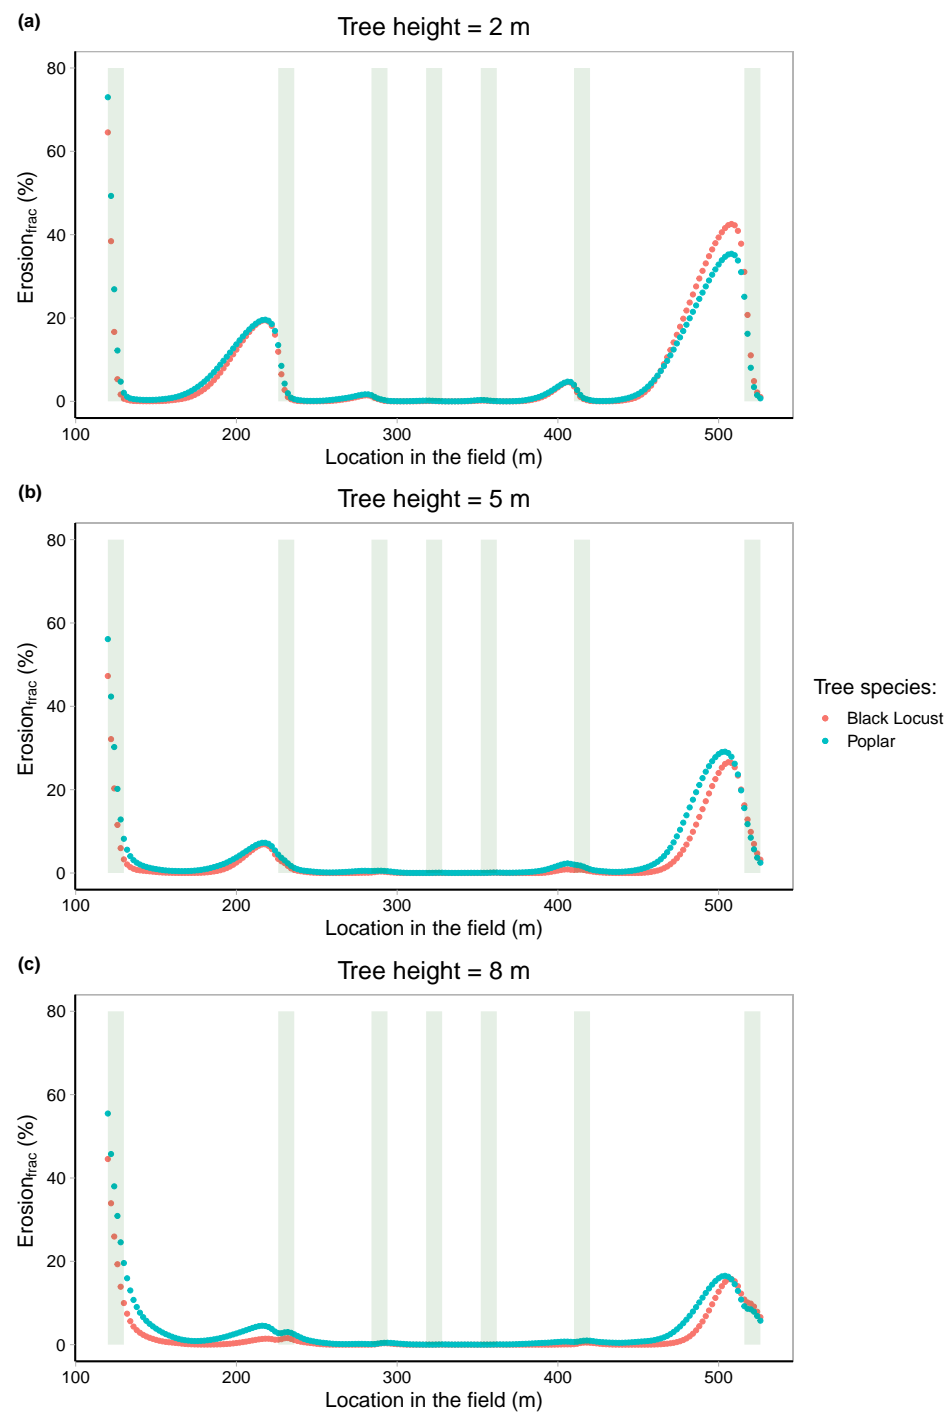 (a)
Tree height = 2 m
80
60
40
20
0
Erosionfrac (%)
100 200 300 400 500
Location in the field (m)
(b)
Tree height = 5 m
80
60
40
20
0
Erosionfrac (%)
100 200 300 400 500
Location in the field (m)
Tree species:
Black Locust
Poplar
(c)
Tree height = 8 m
80
60
40
20
0
Erosionfrac (%)
100 200 300 400 500
Location in the field (m)